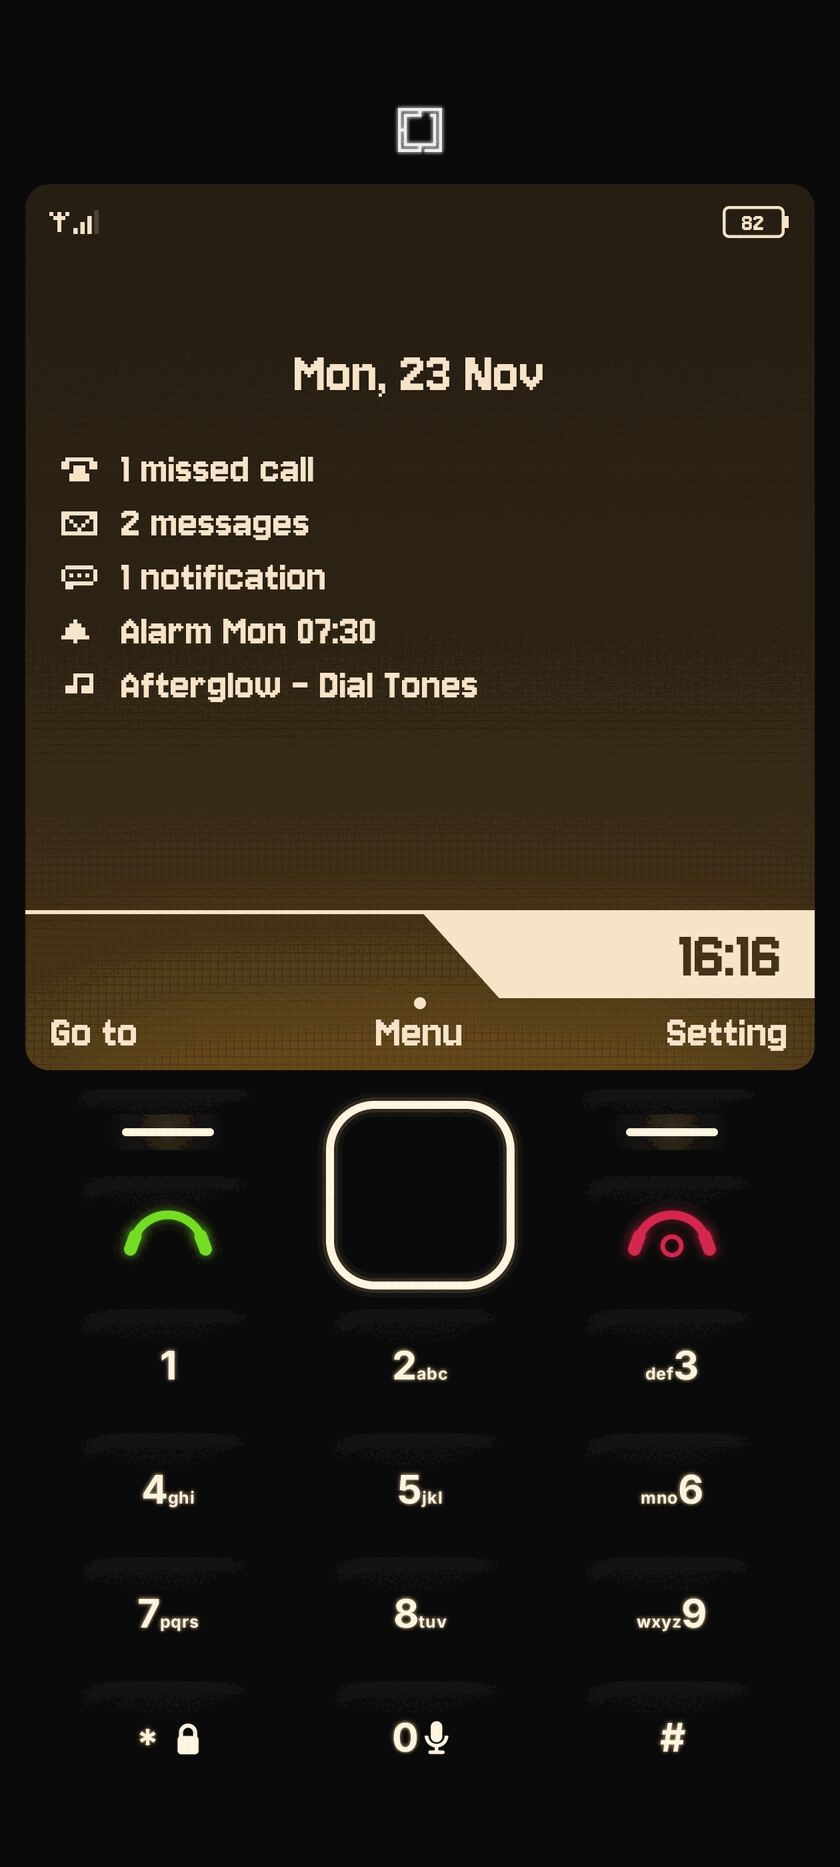 82
Mon, 23 Nov
1 missed call
2 messages
1 notification
Alarm Mon 07:30
Afterglow - Dial Tones
16:16
Go to Menu Setting
1 2abc def3
4ghi 5jkl mno6
7pqrs 8tuv wxyz9
* 0 #